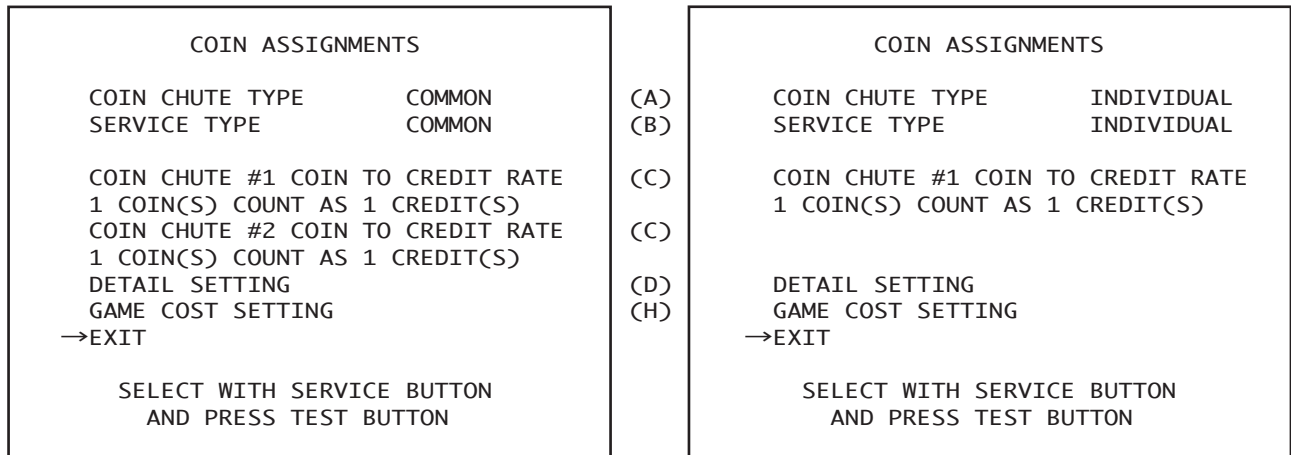 COIN ASSIGNMENTS
COIN CHUTE TYPE COMMON
SERVICE TYPE COMMON
COIN CHUTE #1 COIN TO CREDIT RATE
1 COIN(S) COUNT AS 1 CREDIT(S)
COIN CHUTE #2 COIN TO CREDIT RATE
1 COIN(S) COUNT AS 1 CREDIT(S)
DETAIL SETTING
GAME COST SETTING
→EXIT
SELECT WITH SERVICE BUTTON
AND PRESS TEST BUTTON
(A)
(B)
(C)
(C)
(D)
(H)
COIN ASSIGNMENTS
COIN CHUTE TYPE INDIVIDUAL
SERVICE TYPE INDIVIDUAL
COIN CHUTE #1 COIN TO CREDIT RATE
1 COIN(S) COUNT AS 1 CREDIT(S)
DETAIL SETTING
GAME COST SETTING
→EXIT
SELECT WITH SERVICE BUTTON
AND PRESS TEST BUTTON